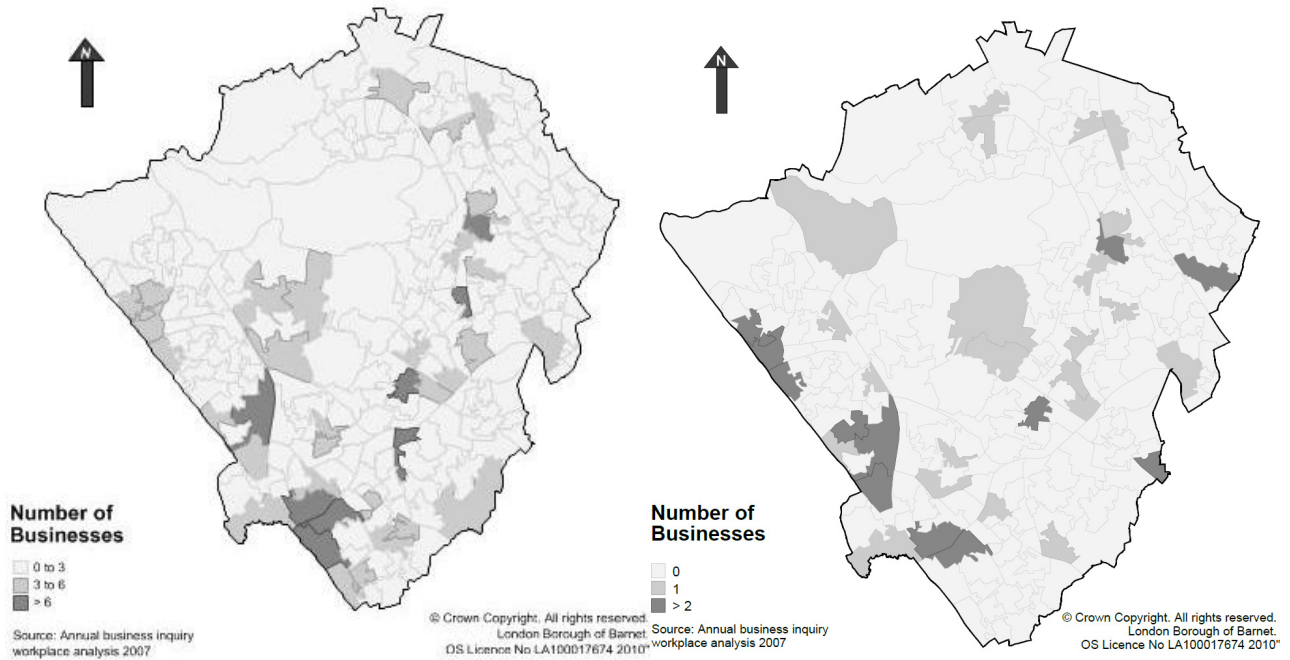 N
Number of
Businesses
0 to 3
3 to 6
> 6
Source: Annual business inquiry
workplace analysis 2007
© Crown Copyright. All rights reserved.
London Borough of Barnet.
OS Licence No LA100017674 2010"
N
Number of
Businesses
0
1
> 2
Source: Annual business inquiry
workplace analysis 2007
© Crown Copyright. All rights reserved.
London Borough of Barnet.
OS Licence No LA100017674 2010"